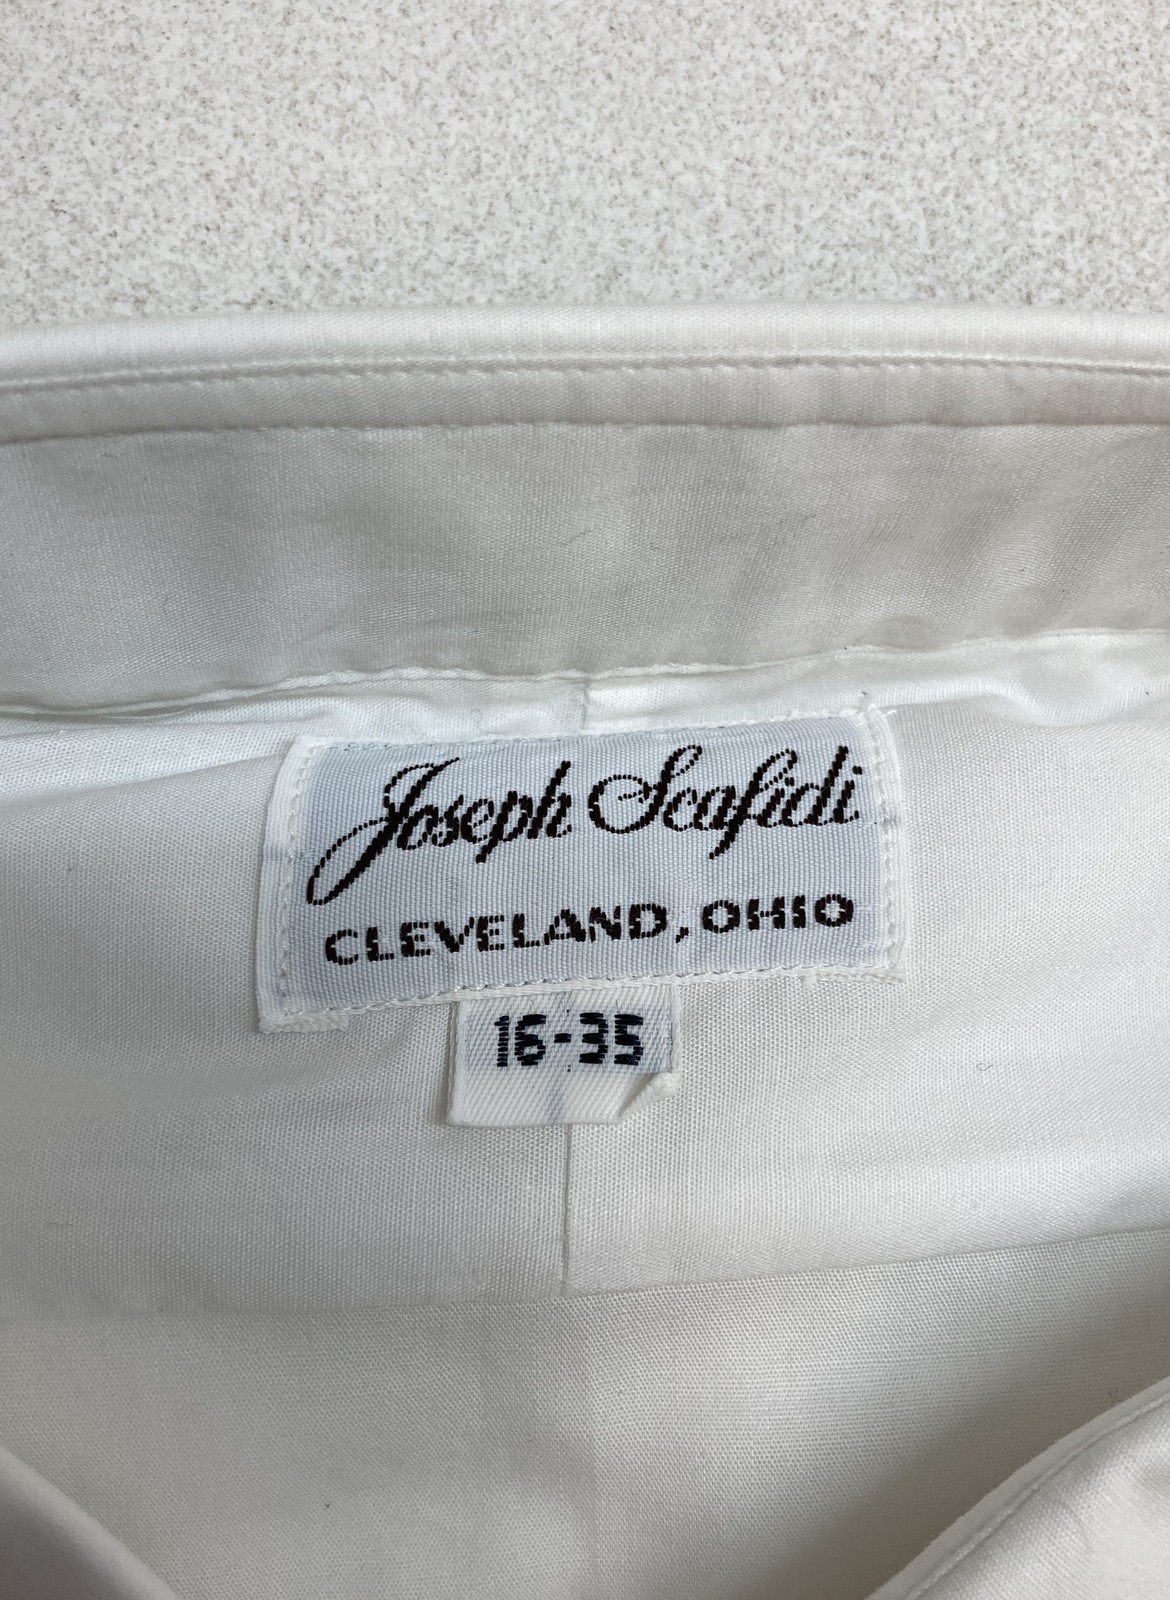 Joseph Scafidi
CLEVELAND, OHIO
16-35